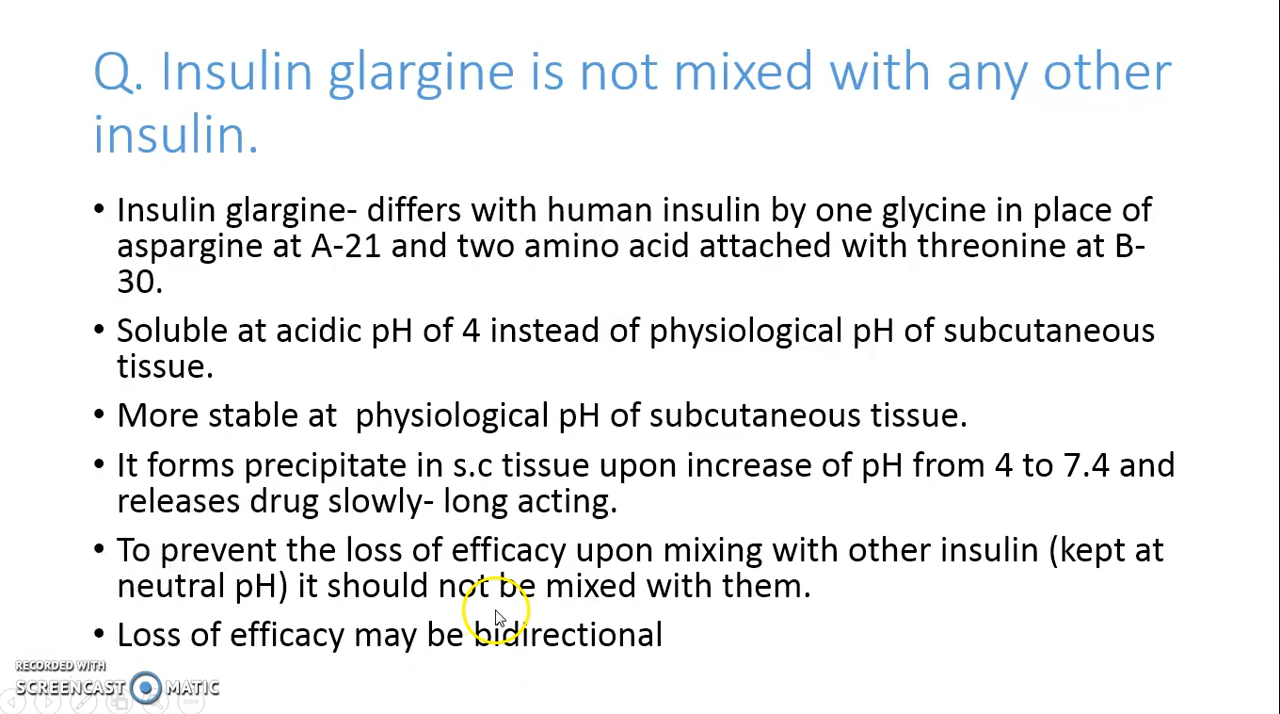 Q. Insulin glargine is not mixed with any other
insulin.
• Insulin glargine- differs with human insulin by one glycine in place of
aspargine at A-21 and two amino acid attached with threonine at B-
30.
• Soluble at acidic pH of 4 instead of physiological pH of subcutaneous
tissue.
• More stable at  physiological pH of subcutaneous tissue.
• It forms precipitate in s.c tissue upon increase of pH from 4 to 7.4 and
releases drug slowly- long acting.
• To prevent the loss of efficacy upon mixing with other insulin (kept at
neutral pH) it should not be mixed with them.
• Loss of efficacy may be bidirectional
RECORDED WITH
SCREENCAST MATIC